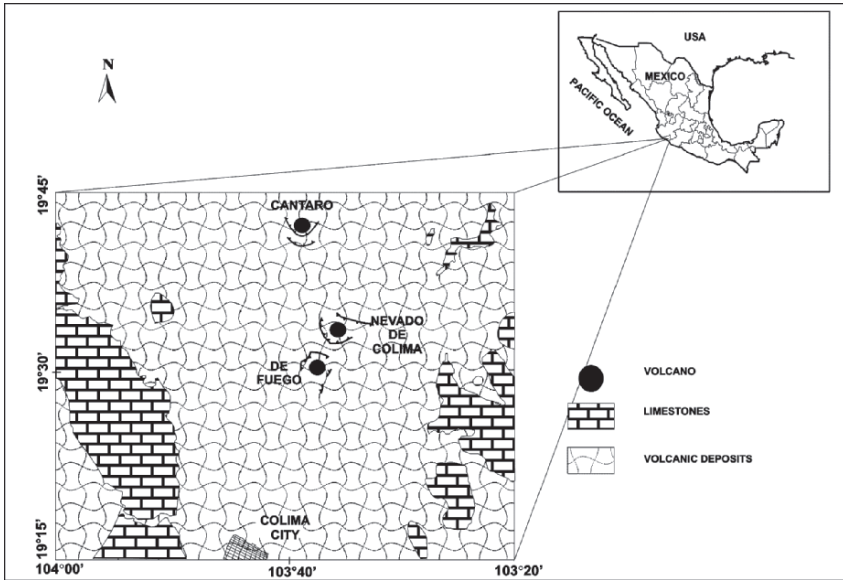 N
USA
MEXICO
PACIFIC OCEAN
19°45'
19°30'
19°15'
CANTARO
NEVADO
DE
COLIMA
DE
FUEGO
COLIMA
CITY
104°00'
103°40'
103°20'
VOLCANO
LIMESTONES
VOLCANIC DEPOSITS